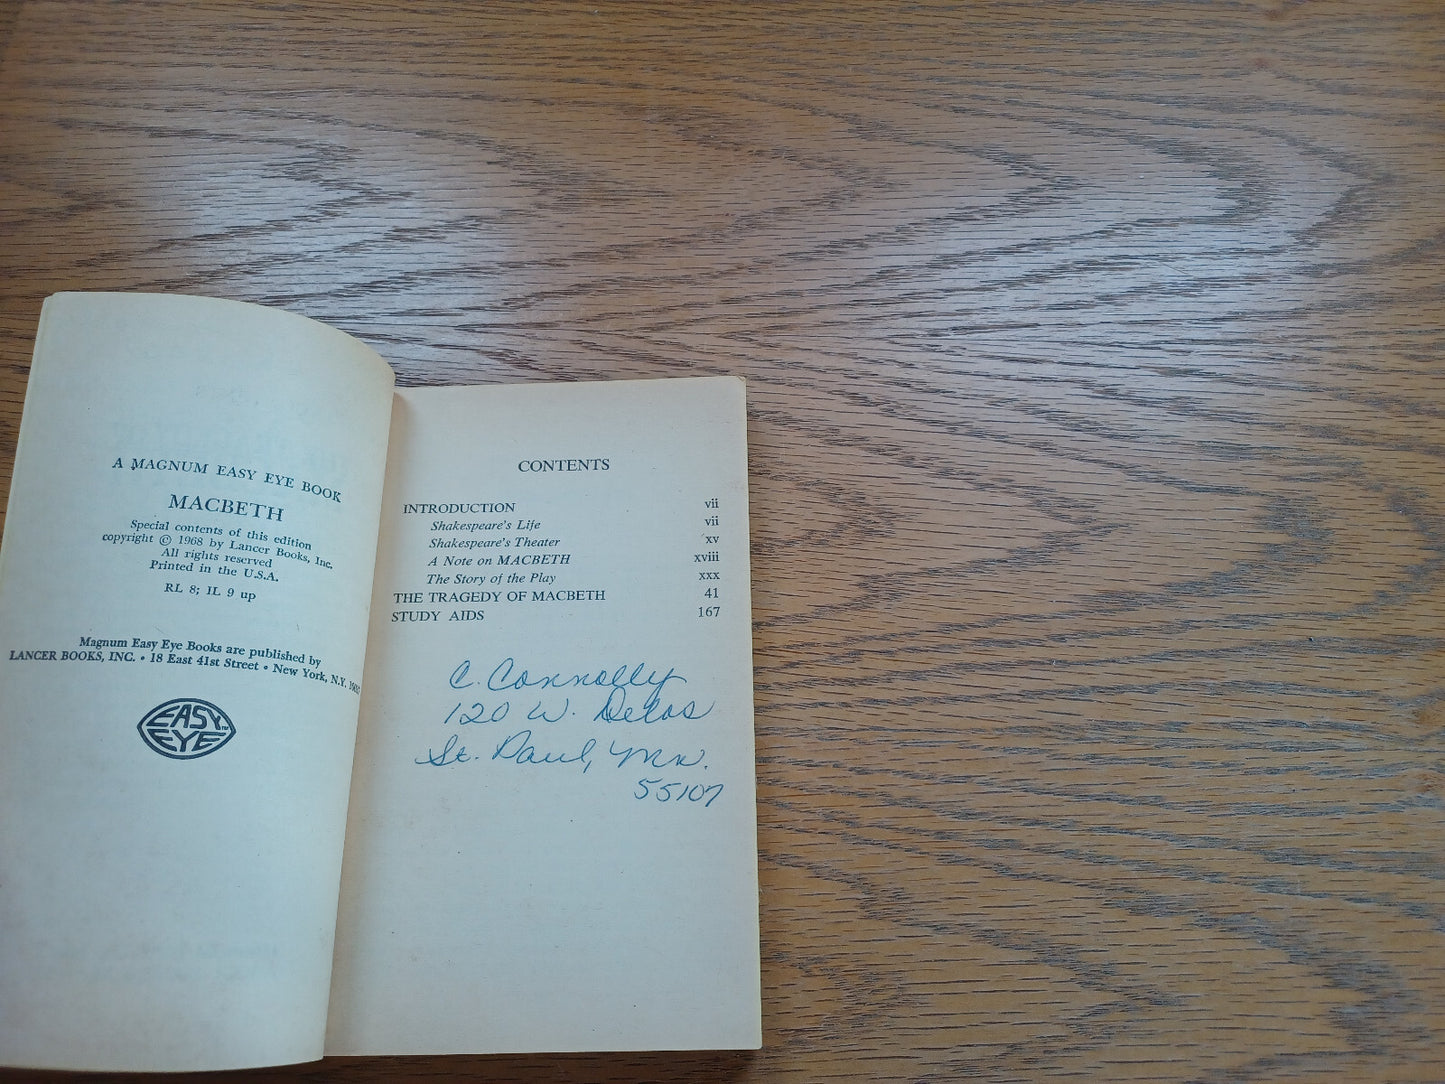 A MAGNUM EASY EYE BOOK
MACBETH
Special contents of this edition
copyright © 1968 by Lancer Books, Inc.
All rights reserved
Printed in the U.S.A.
RL 8; IL 9 up
Magnum Easy Eye Books are published by
LANCER BOOKS, INC. • 18 East 41st Street • New York, N.Y.
EASY
EYE
CONTENTS
INTRODUCTION vii
Shakespeare's Life vii
Shakespeare's Theater xv
A Note on MACBETH xviii
The Story of the Play xxx
THE TRAGEDY OF MACBETH 41
STUDY AIDS 167
C. Connolly
120 W. Delos
St. Paul, Mn.
55107